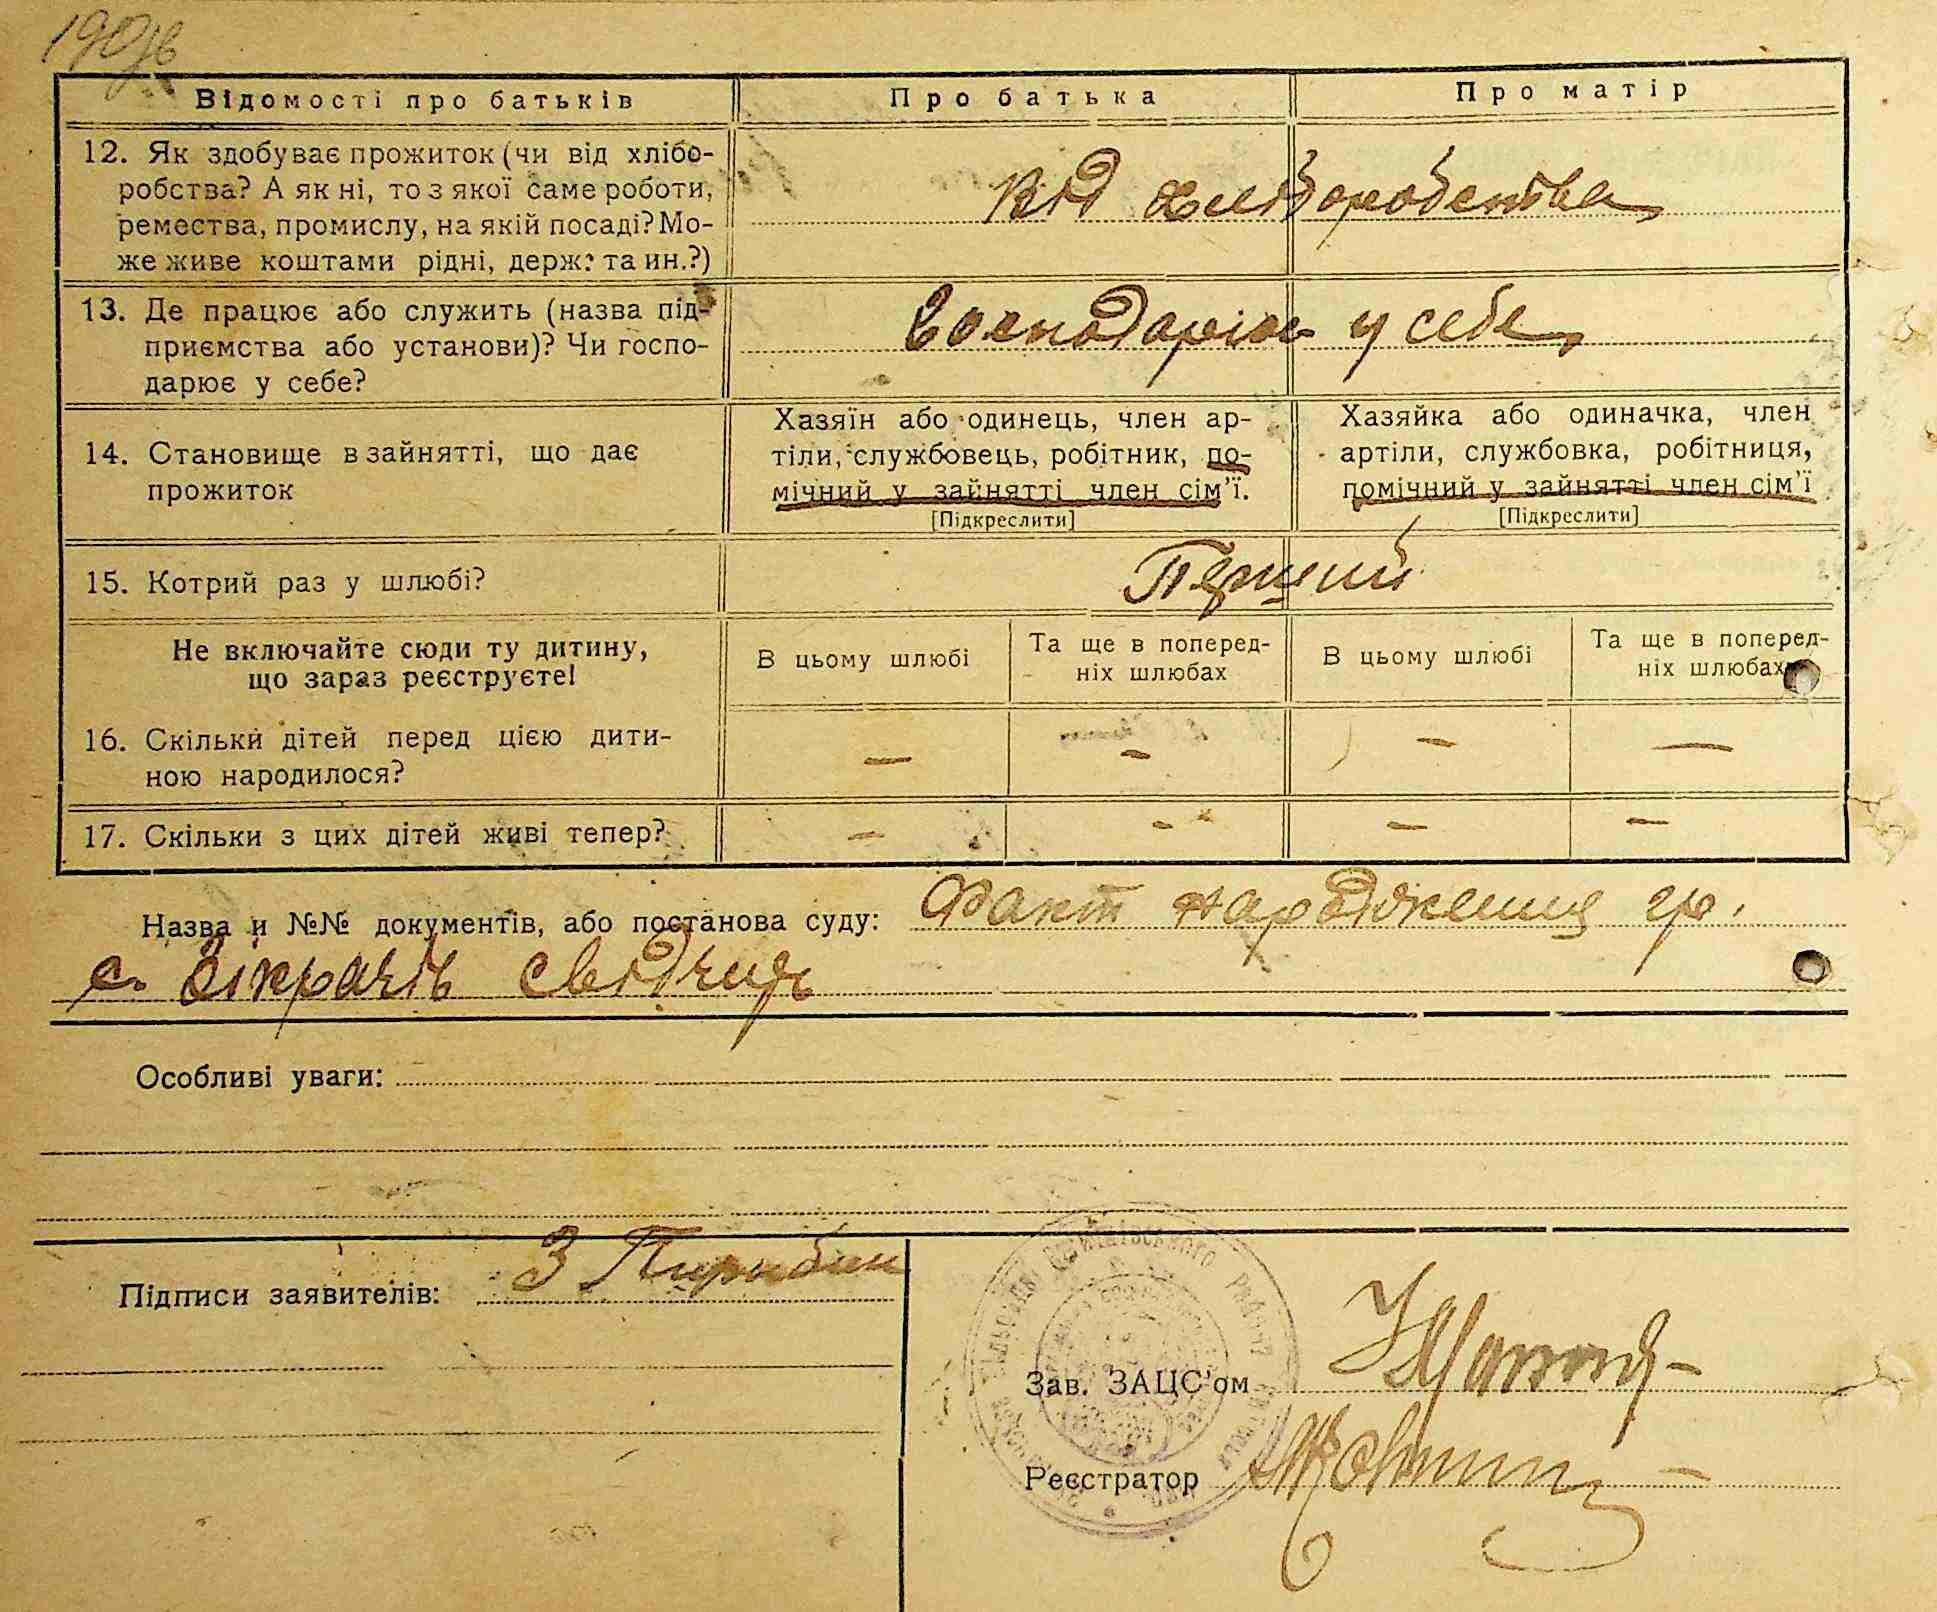 Відомості про батьків
Про батька
Про матір
12. Як здобуває прожиток (чи від хлібо-
робства? А як ні, то з якої саме роботи,
ремества, промислу, на якій посаді? Мо-
же живе коштами рідні, держ. та ин.?)
Від хліборобства
13. Де працює або служить (назва під-
приємства або установи)? Чи госпо-
дарює у себе?
Господарює у себе
14. Становище в зайнятті, що дає
прожиток
Хазяїн або одинець, член ар-
тіли, службовець, робітник, по-
мічний у зайнятті член сім'ї.
[Підкреслити]
Хазяйка або одиначка, член
артіли, службовка, робітниця,
помічний у зайнятті член сім'ї
[Підкреслити]
15. Котрий раз у шлюбі?
Перший
Не включайте сюди ту дитину,
що зараз реєструєте!
В цьому шлюбі
Та ще в поперед-
ніх шлюбах
В цьому шлюбі
Та ще в поперед-
ніх шлюбах
16. Скільки дітей перед цією дити-
ною народилося?
— — — —
17. Скільки з цих дітей живі тепер?
— — — —
Назва и №№ документів, або постанова суду: Факт народження гр.
с. Зікрачів свідчить
Особливі уваги:
Підписи заявителів: З
Зав. ЗАЦС'ом
Реєстратор